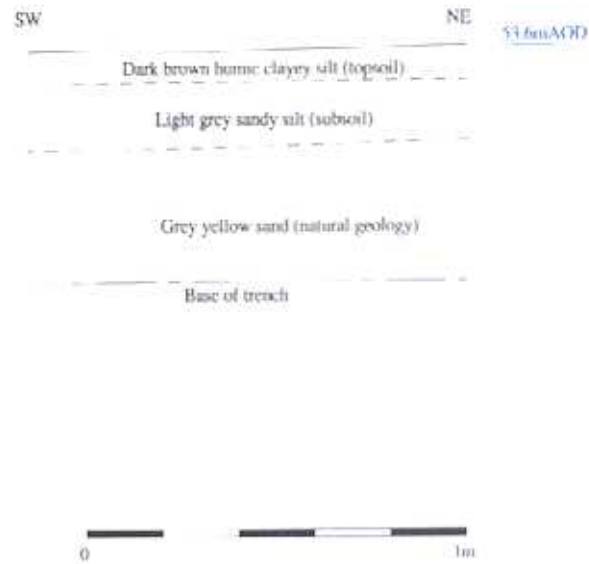 SW NE
53.6mAOD
Dark brown humic clayey silt (topsoil)
Light grey sandy silt (subsoil)
Grey yellow sand (natural geology)
Base of trench
0 1m